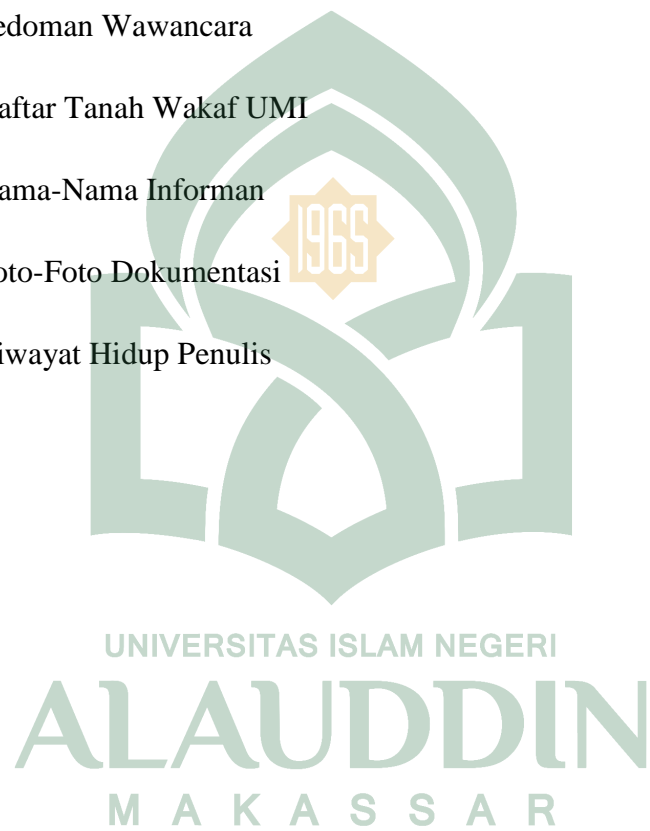 edoman Wawancara
aftar Tanah Wakaf UMI
ama-Nama Informan
1965
oto-Foto Dokumentasi
iwayat Hidup Penulis
UNIVERSITAS ISLAM NEGERI
ALAUDDIN
MAKASSAR